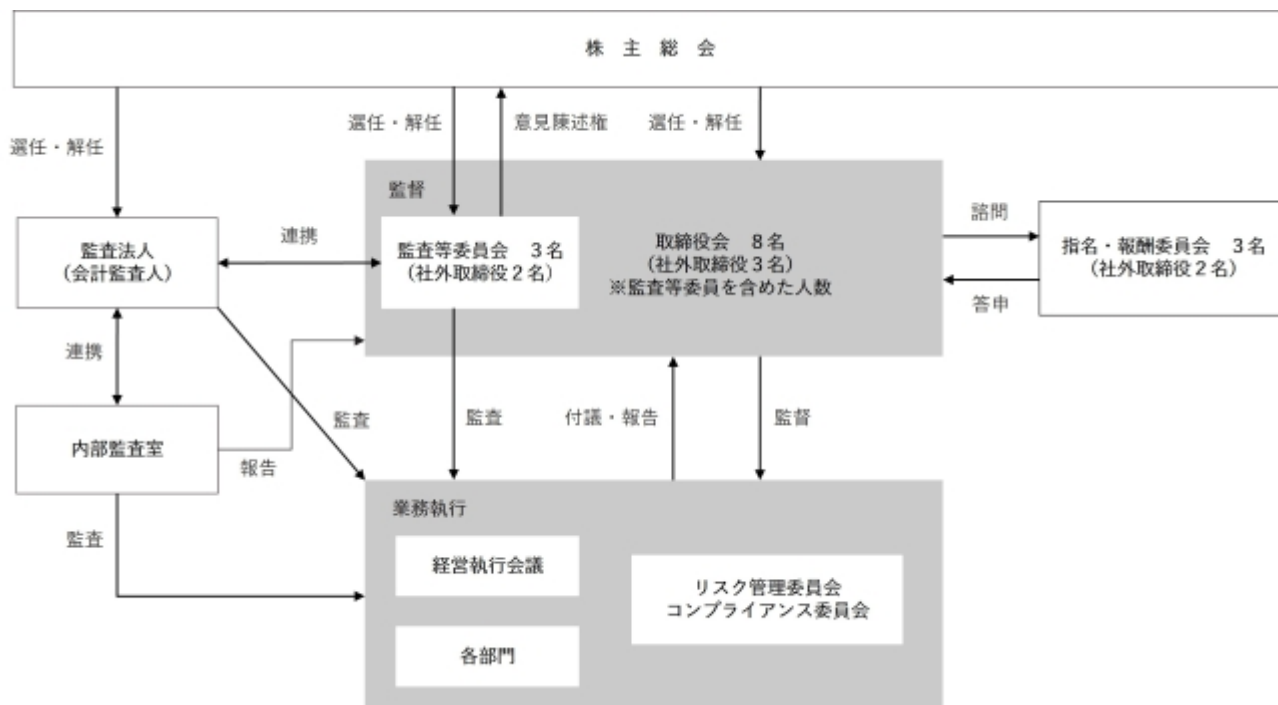 株 主 総 会
選任・解任
選任・解任
意見陳述権
選任・解任
監督
監査法人
(会計監査人)
連携
監査等委員会 3名
(社外取締役2名)
取締役会 8名
(社外取締役3名)
※監査等委員を含めた人数
諮問
指名・報酬委員会 3名
(社外取締役2名)
答申
連携
内部監査室
報告
監査
監査
付議・報告
監督
監査
業務執行
経営執行会議
各部門
リスク管理委員会
コンプライアンス委員会